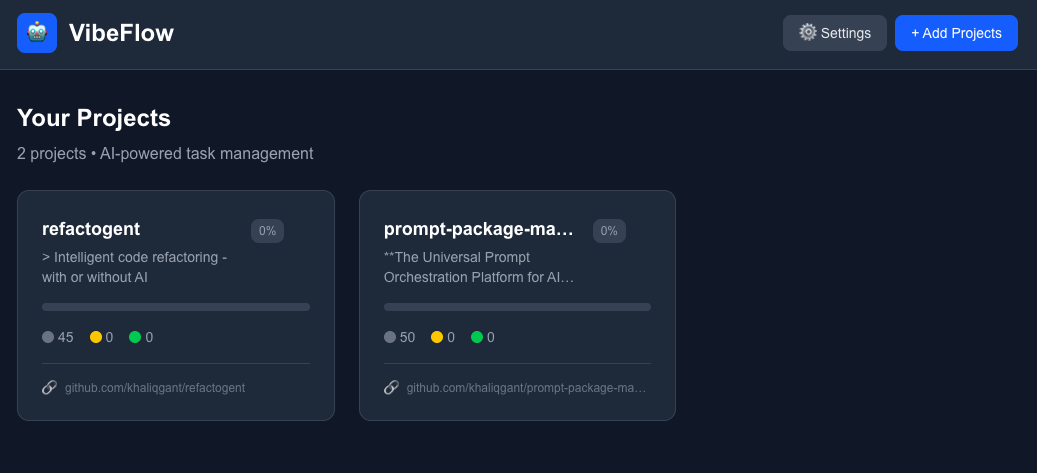 VibeFlow
Settings
+ Add Projects
Your Projects
2 projects • AI-powered task management
refactogent
0%
> Intelligent code refactoring -
with or without AI
45 0 0
github.com/khaliqgant/refactogent
prompt-package-ma…
0%
**The Universal Prompt
Orchestration Platform for AI…
50 0 0
github.com/khaliqgant/prompt-package-ma…